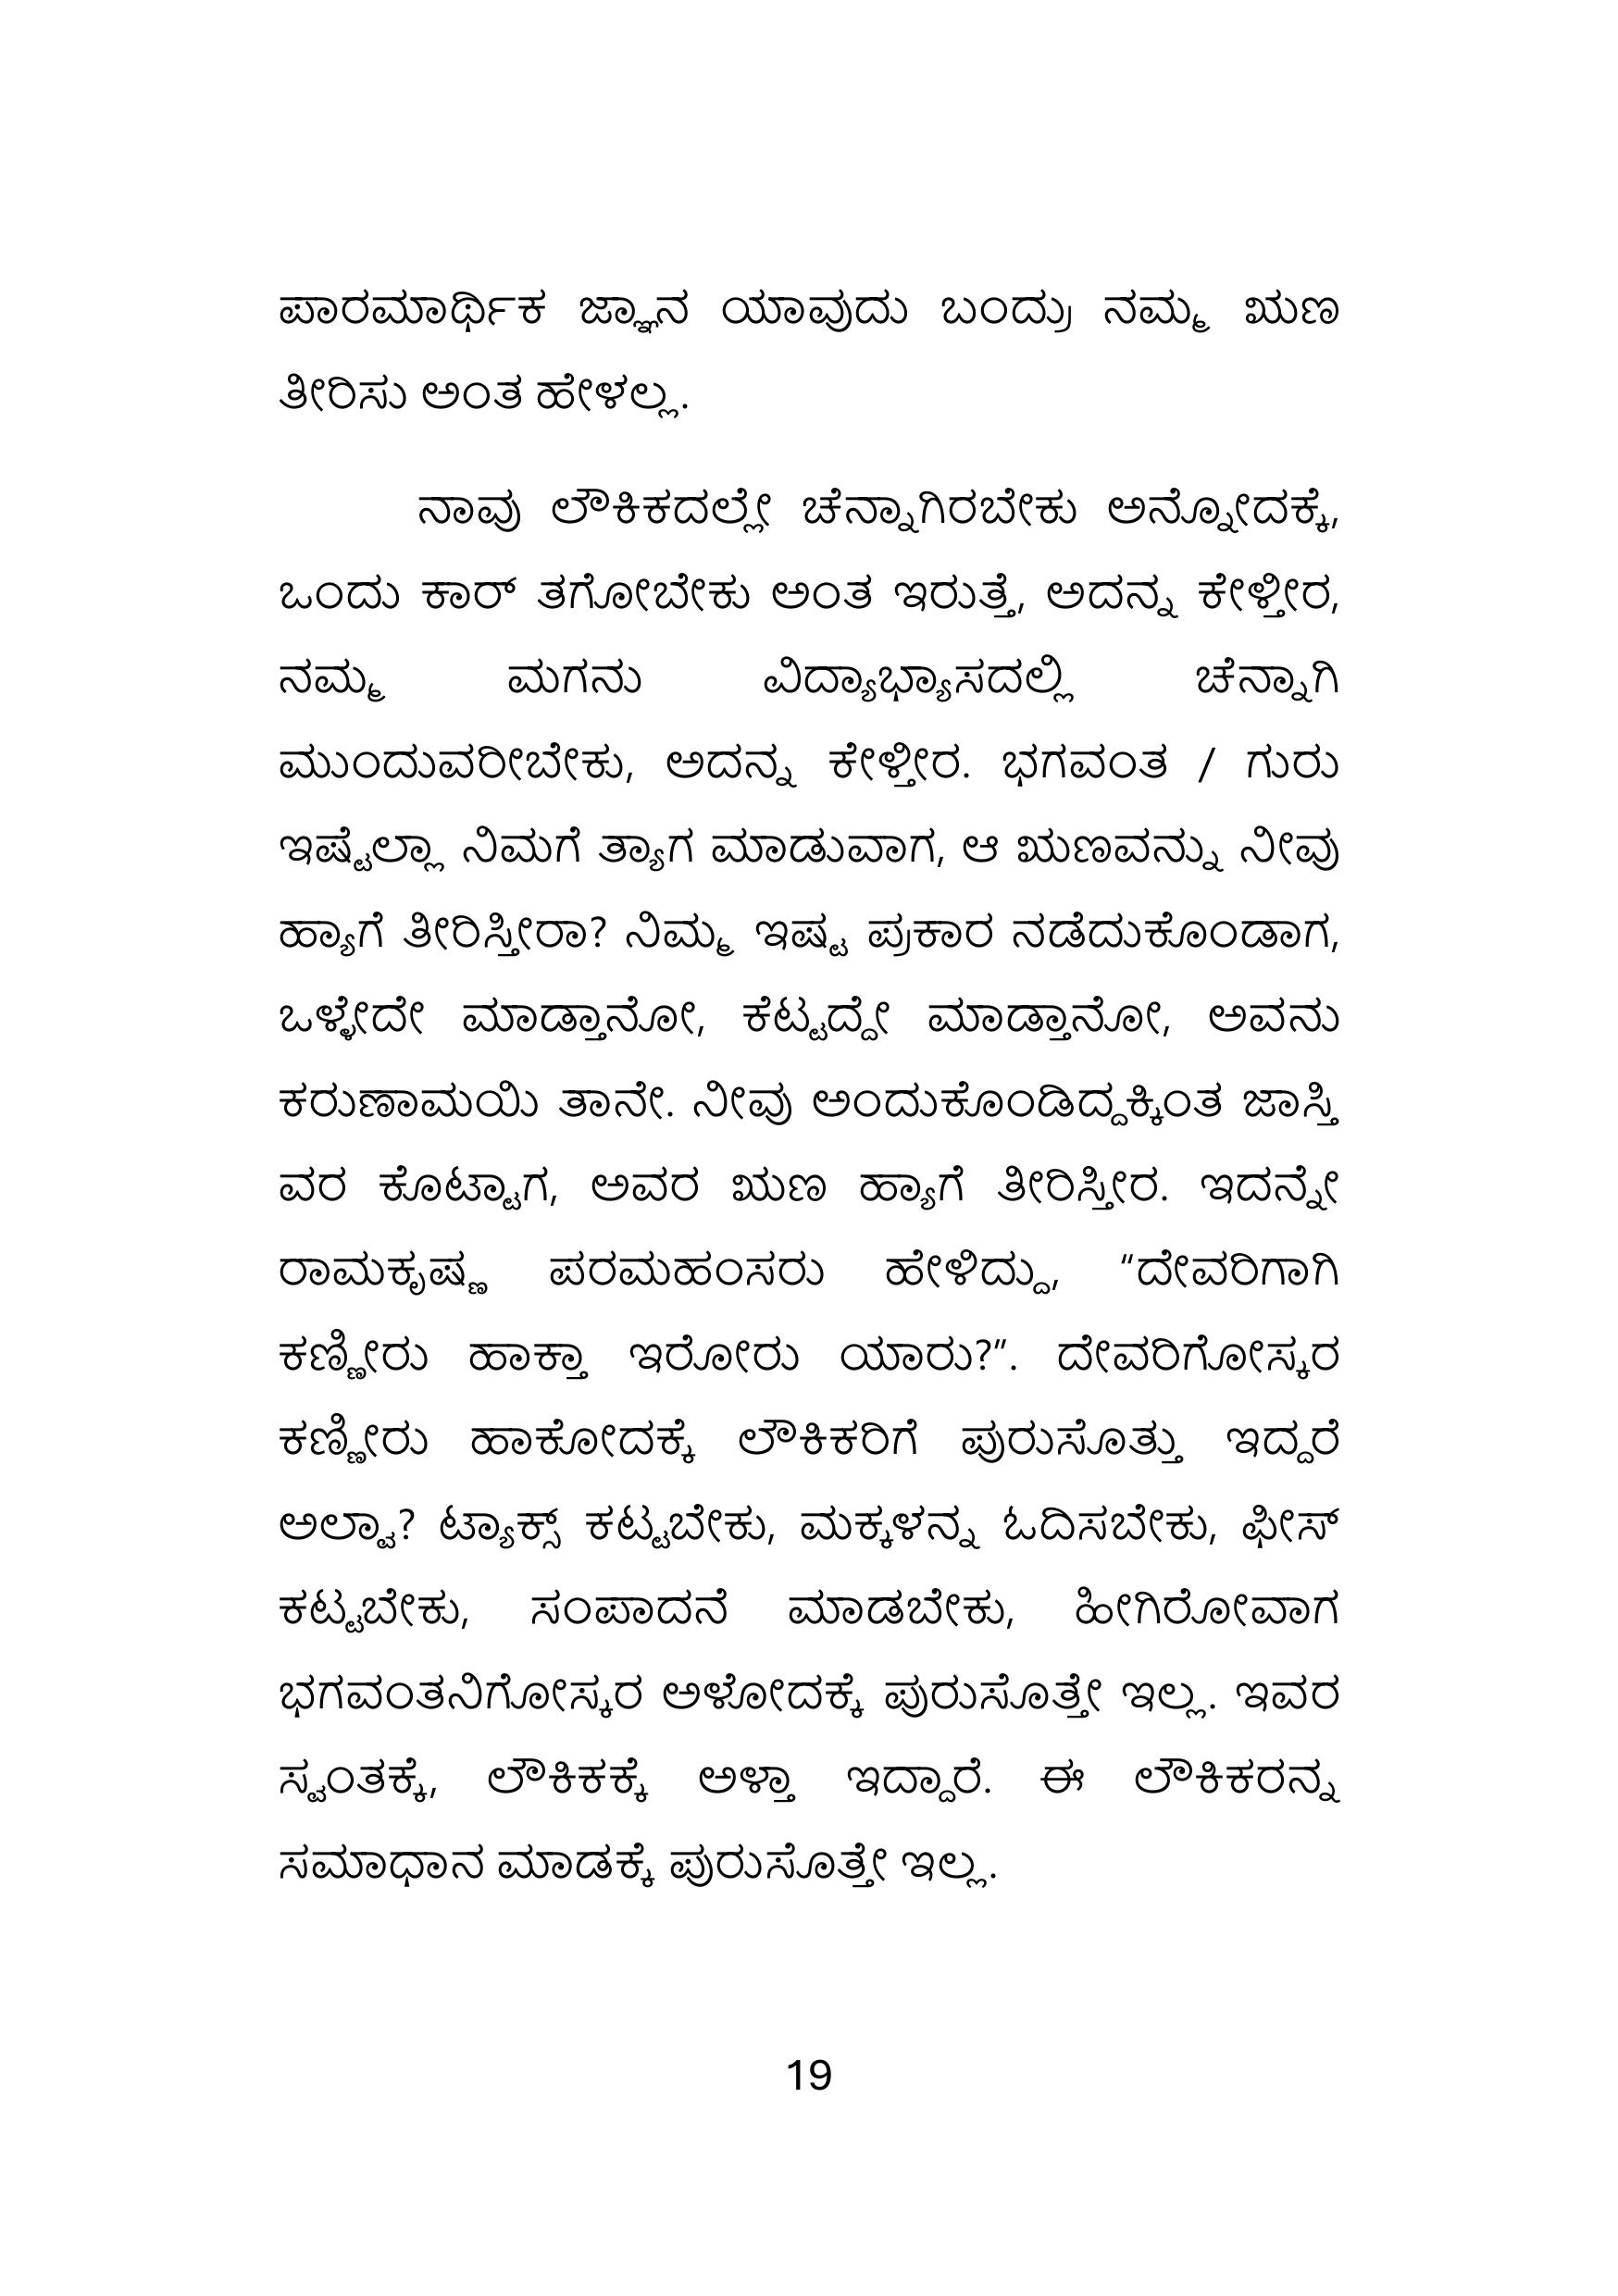 ಪಾರಮಾರ್ಥಿಕ ಜ್ಞಾನ ಯಾವುದು ಬಂದ್ರು ನಮ್ಮ ಋಣ
ತೀರಿಸು ಅಂತ ಹೇಳಲ್ಲ.
ನಾವು ಲೌಕಿಕದಲ್ಲೇ ಚೆನ್ನಾಗಿರಬೇಕು ಅನ್ನೋದಕ್ಕೆ,
ಒಂದು ಕಾರ್ ತಗೋಬೇಕು ಅಂತ ಇರುತ್ತೆ, ಅದನ್ನ ಕೇಳ್ತೀರ,
ನಮ್ಮ ಮಗನು ವಿದ್ಯಾಭ್ಯಾಸದಲ್ಲಿ ಚೆನ್ನಾಗಿ
ಮುಂದುವರೀಬೇಕು, ಅದನ್ನ ಕೇಳ್ತೀರ. ಭಗವಂತ / ಗುರು
ಇಷ್ಟೆಲ್ಲಾ ನಿಮಗೆ ತ್ಯಾಗ ಮಾಡುವಾಗ, ಆ ಋಣವನ್ನು ನೀವು
ಹ್ಯಾಗೆ ತೀರಿಸ್ತೀರಾ? ನಿಮ್ಮ ಇಷ್ಟ ಪ್ರಕಾರ ನಡೆದುಕೊಂಡಾಗ,
ಒಳ್ಳೇದೇ ಮಾಡ್ತಾನೋ, ಕೆಟ್ಟದ್ದೇ ಮಾಡ್ತಾನೋ, ಅವನು
ಕರುಣಾಮಯಿ ತಾನೇ. ನೀವು ಅಂದುಕೊಂಡಿದ್ದಕ್ಕಿಂತ ಜಾಸ್ತಿ
ವರ ಕೊಟ್ಟಾಗ, ಅವರ ಋಣ ಹ್ಯಾಗೆ ತೀರಿಸ್ತೀರ. ಇದನ್ನೇ
ರಾಮಕೃಷ್ಣ ಪರಮಹಂಸರು ಹೇಳಿದ್ದು, “ದೇವರಿಗಾಗಿ
ಕಣ್ಣೀರು ಹಾಕ್ತಾ ಇರೋರು ಯಾರು?”. ದೇವರಿಗೋಸ್ಕರ
ಕಣ್ಣೀರು ಹಾಕೋದಕ್ಕೆ ಲೌಕಿಕರಿಗೆ ಪುರುಸೊತ್ತು ಇದ್ದರೆ
ಅಲ್ವಾ? ಟ್ಯಾಕ್ಸ್ ಕಟ್ಟಬೇಕು, ಮಕ್ಕಳನ್ನ ಓದಿಸಬೇಕು, ಫೀಸ್
ಕಟ್ಟಬೇಕು, ಸಂಪಾದನೆ ಮಾಡಬೇಕು, ಹೀಗಿರೋವಾಗ
ಭಗವಂತನಿಗೋಸ್ಕರ ಅಳೋದಕ್ಕೆ ಪುರುಸೊತ್ತೇ ಇಲ್ಲ. ಇವರ
ಸ್ವಂತಕ್ಕೆ, ಲೌಕಿಕಕ್ಕೆ ಅಳ್ತಾ ಇದ್ದಾರೆ. ಈ ಲೌಕಿಕರನ್ನ
ಸಮಾಧಾನ ಮಾಡಕ್ಕೆ ಪುರುಸೊತ್ತೇ ಇಲ್ಲ.
19